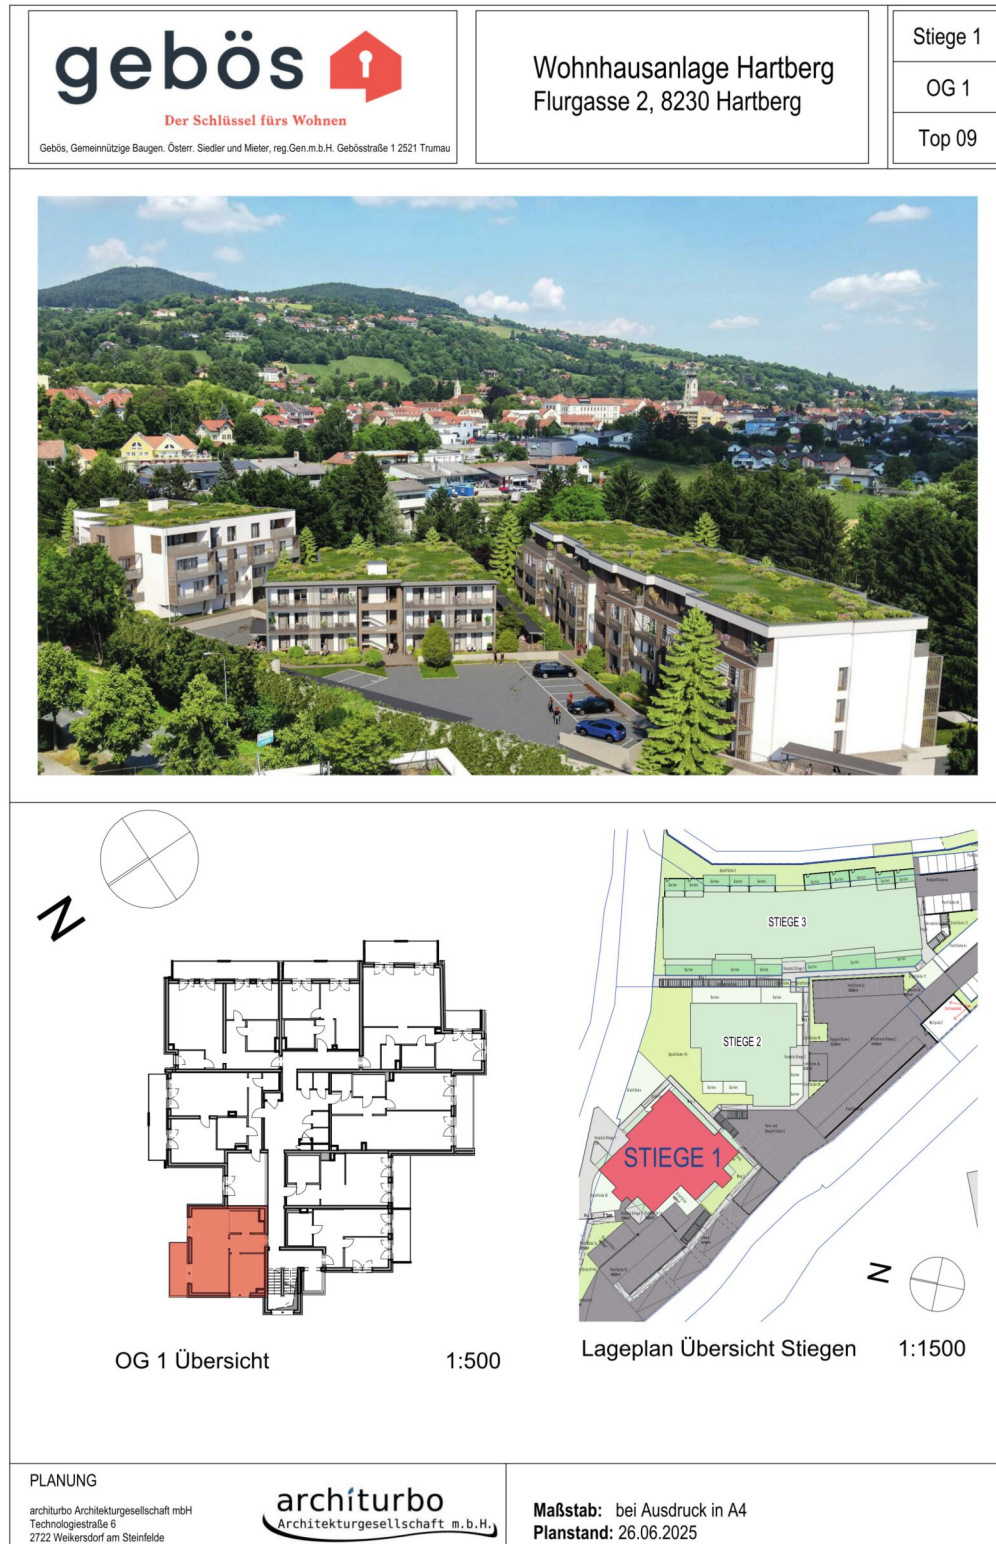 gebös
Der Schlüssel fürs Wohnen
Gebös, Gemeinnützige Baugen. Österr. Siedler und Mieter, reg.Gen.m.b.H. Gebösstraße 1 2521 Trumau
Wohnhausanlage Hartberg
Flurgasse 2, 8230 Hartberg
Stiege 1
OG 1
Top 09
N
STIEGE 3
STIEGE 2
STIEGE 1
N
OG 1 Übersicht 1:500
Lageplan Übersicht Stiegen 1:1500
PLANUNG
architurbo Architekturgesellschaft mbH
Technologiestraße 6
2722 Weikersdorf am Steinfelde
architurbo
Architekturgesellschaft m.b.H.
Maßstab: bei Ausdruck in A4
Planstand: 26.06.2025